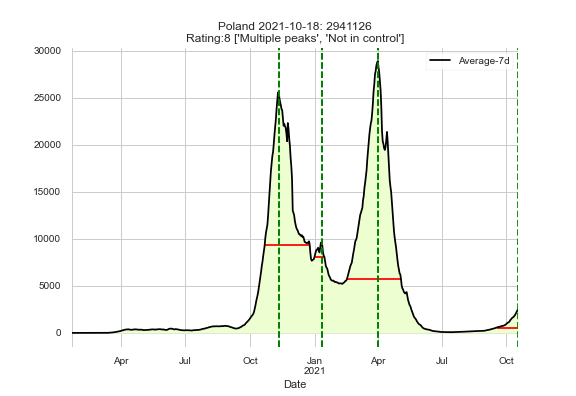 Poland 2021-10-18: 2941126
Rating:8 ['Multiple peaks', 'Not in control']
Average-7d
30000
25000
20000
15000
10000
5000
0
Apr Jul Oct Jan Apr Jul Oct
2021
Date